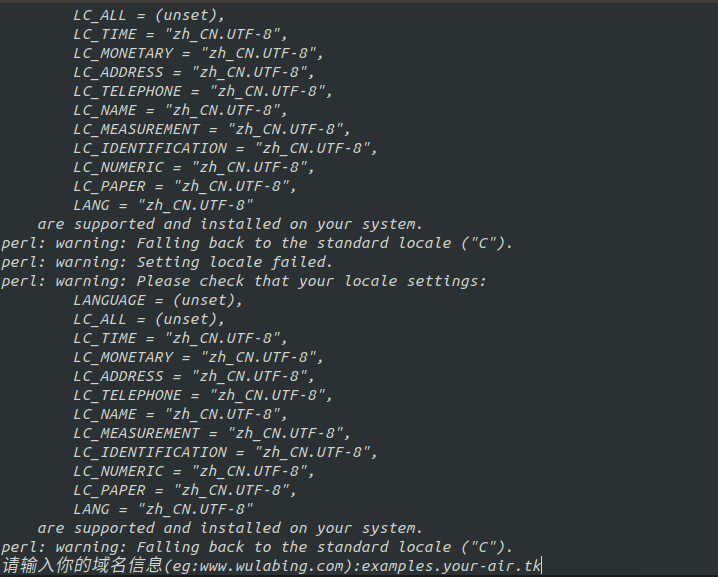 LC_ALL = (unset),
LC_TIME = "zh_CN.UTF-8",
LC_MONETARY = "zh_CN.UTF-8",
LC_ADDRESS = "zh_CN.UTF-8",
LC_TELEPHONE = "zh_CN.UTF-8",
LC_NAME = "zh_CN.UTF-8",
LC_MEASUREMENT = "zh_CN.UTF-8",
LC_IDENTIFICATION = "zh_CN.UTF-8",
LC_NUMERIC = "zh_CN.UTF-8",
LC_PAPER = "zh_CN.UTF-8",
LANG = "zh_CN.UTF-8"
are supported and installed on your system.
perl: warning: Falling back to the standard locale ("C").
perl: warning: Setting locale failed.
perl: warning: Please check that your locale settings:
LANGUAGE = (unset),
LC_ALL = (unset),
LC_TIME = "zh_CN.UTF-8",
LC_MONETARY = "zh_CN.UTF-8",
LC_ADDRESS = "zh_CN.UTF-8",
LC_TELEPHONE = "zh_CN.UTF-8",
LC_NAME = "zh_CN.UTF-8",
LC_MEASUREMENT = "zh_CN.UTF-8",
LC_IDENTIFICATION = "zh_CN.UTF-8",
LC_NUMERIC = "zh_CN.UTF-8",
LC_PAPER = "zh_CN.UTF-8",
LANG = "zh_CN.UTF-8"
are supported and installed on your system.
perl: warning: Falling back to the standard locale ("C").
请输入你的域名信息(eg:www.wulabing.com):examples.your-air.tk